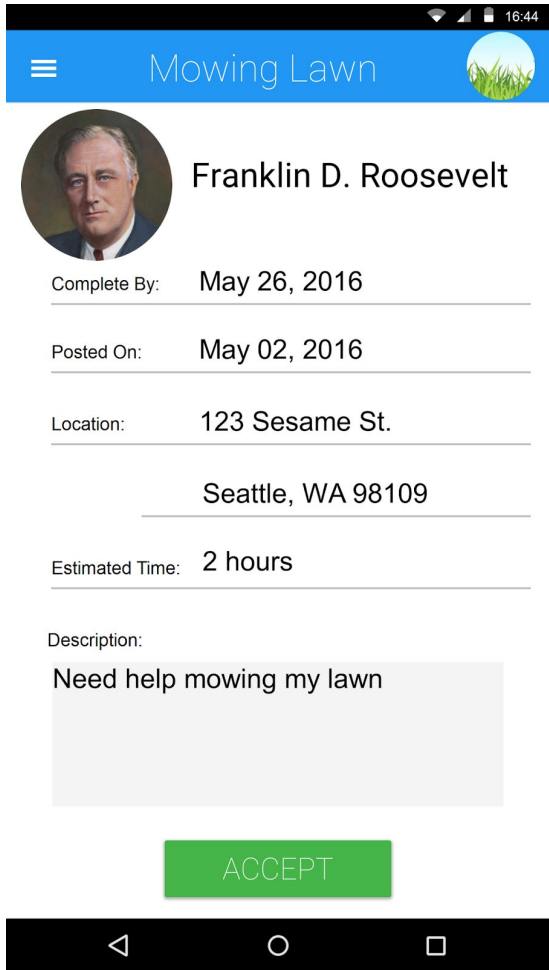 16:44
Mowing Lawn
Franklin D. Roosevelt
Complete By: May 26, 2016
Posted On: May 02, 2016
Location: 123 Sesame St.
Seattle, WA 98109
Estimated Time: 2 hours
Description:
Need help mowing my lawn
ACCEPT